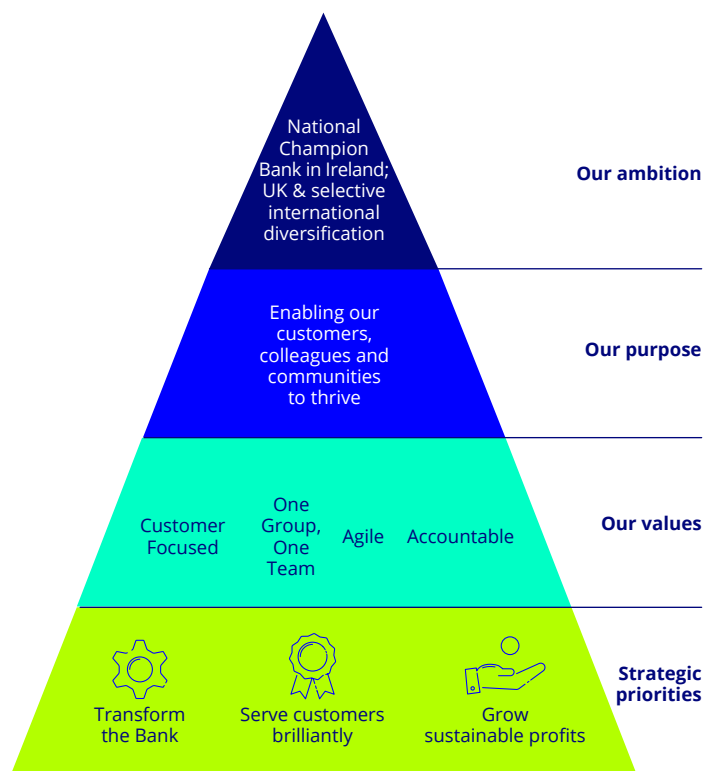 National
Champion
Bank in Ireland;
UK & selective
international
diversification
Our ambition
Enabling our
customers,
colleagues and
communities
to thrive
Our purpose
Customer
Focused
One
Group,
One
Team
Agile
Accountable
Our values
Transform
the Bank
Serve customers
brilliantly
Grow
sustainable profits
Strategic
priorities